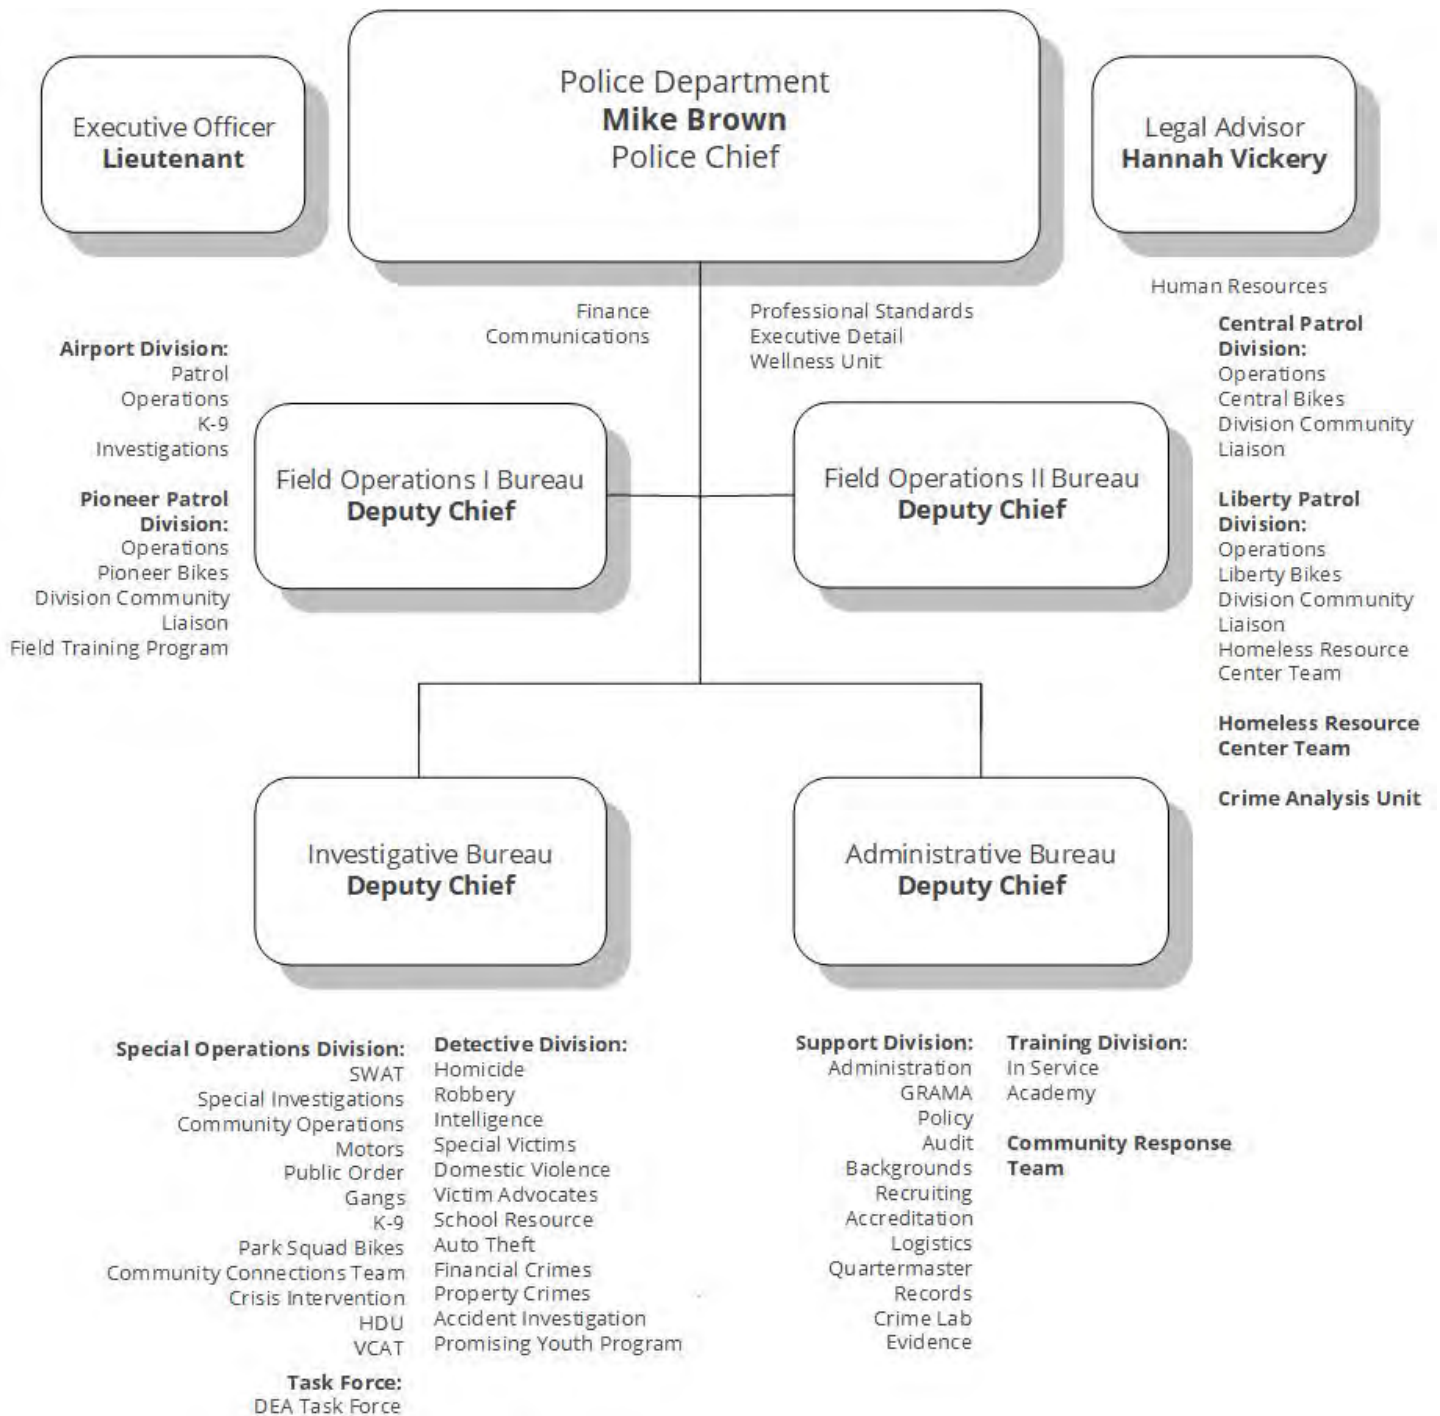 Executive Officer
Lieutenant
Police Department
Mike Brown
Police Chief
Legal Advisor
Hannah Vickery
Human Resources
Finance
Communications
Professional Standards
Executive Detail
Wellness Unit
Airport Division:
Patrol
Operations
K-9
Investigations
Pioneer Patrol
Division:
Operations
Pioneer Bikes
Division Community
Liaison
Field Training Program
Field Operations I Bureau
Deputy Chief
Field Operations II Bureau
Deputy Chief
Central Patrol
Division:
Operations
Central Bikes
Division Community
Liaison
Liberty Patrol
Division:
Operations
Liberty Bikes
Division Community
Liaison
Homeless Resource
Center Team
Homeless Resource
Center Team
Crime Analysis Unit
Investigative Bureau
Deputy Chief
Administrative Bureau
Deputy Chief
Special Operations Division:
SWAT
Special Investigations
Community Operations
Motors
Public Order
Gangs
K-9
Park Squad Bikes
Community Connections Team
Crisis Intervention
HDU
VCAT
Task Force:
DEA Task Force
Detective Division:
Homicide
Robbery
Intelligence
Special Victims
Domestic Violence
Victim Advocates
School Resource
Auto Theft
Financial Crimes
Property Crimes
Accident Investigation
Promising Youth Program
Support Division:
Administration
GRAMA
Policy
Audit
Backgrounds
Recruiting
Accreditation
Logistics
Quartermaster
Records
Crime Lab
Evidence
Training Division:
In Service
Academy
Community Response
Team